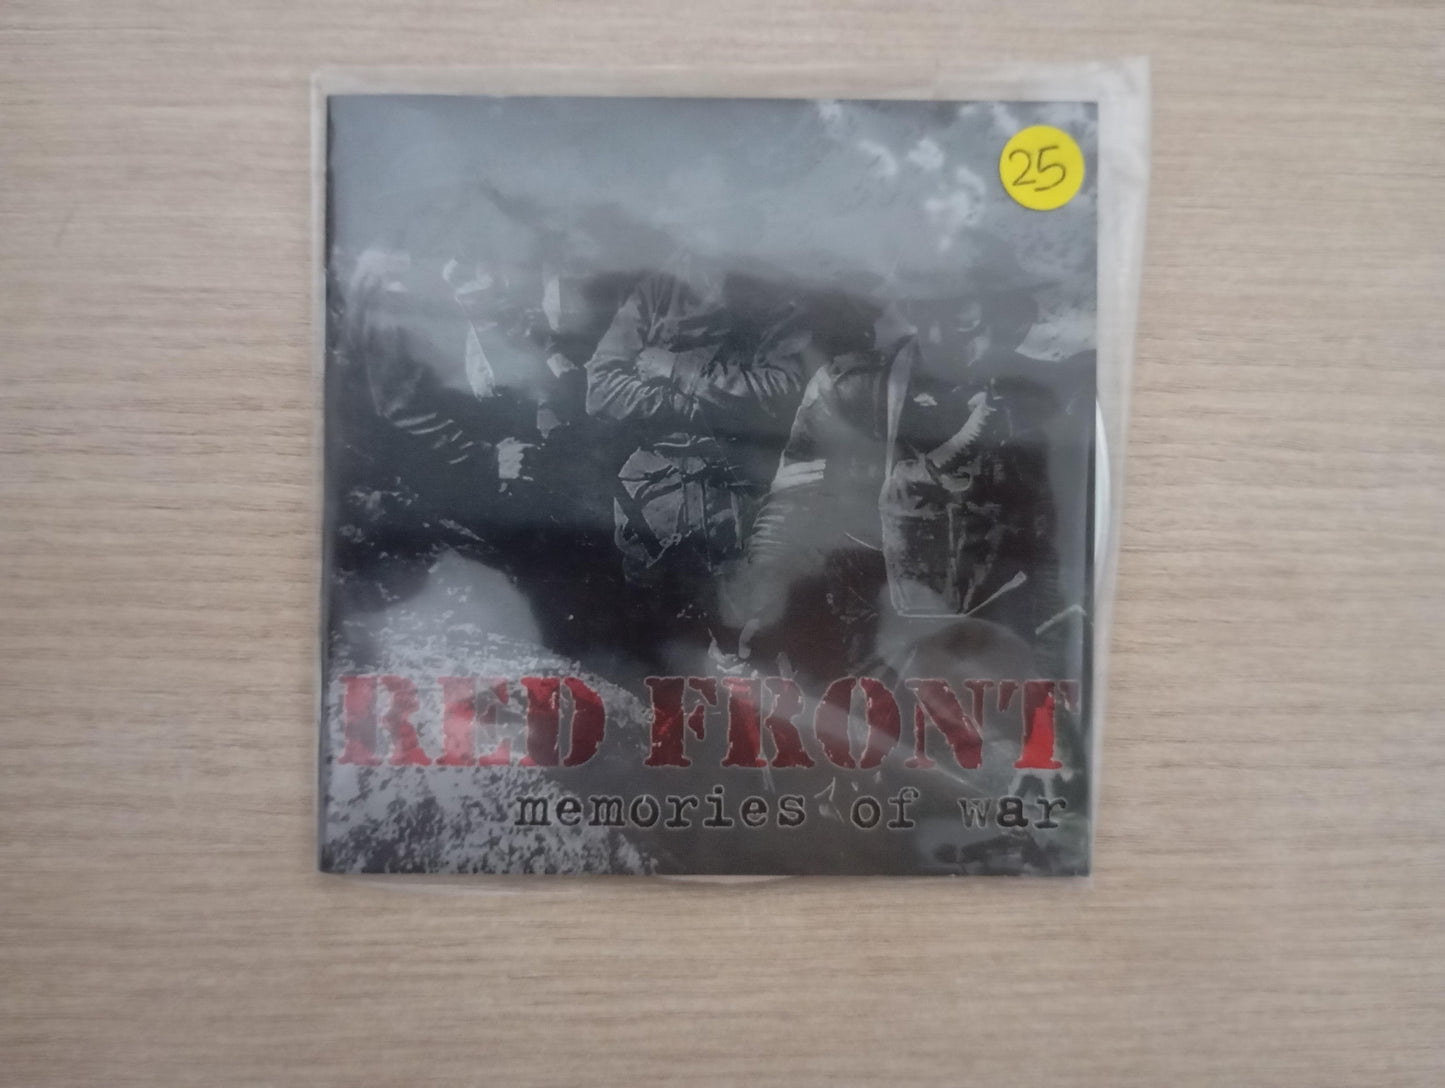 25
RED FRONT
memories of war